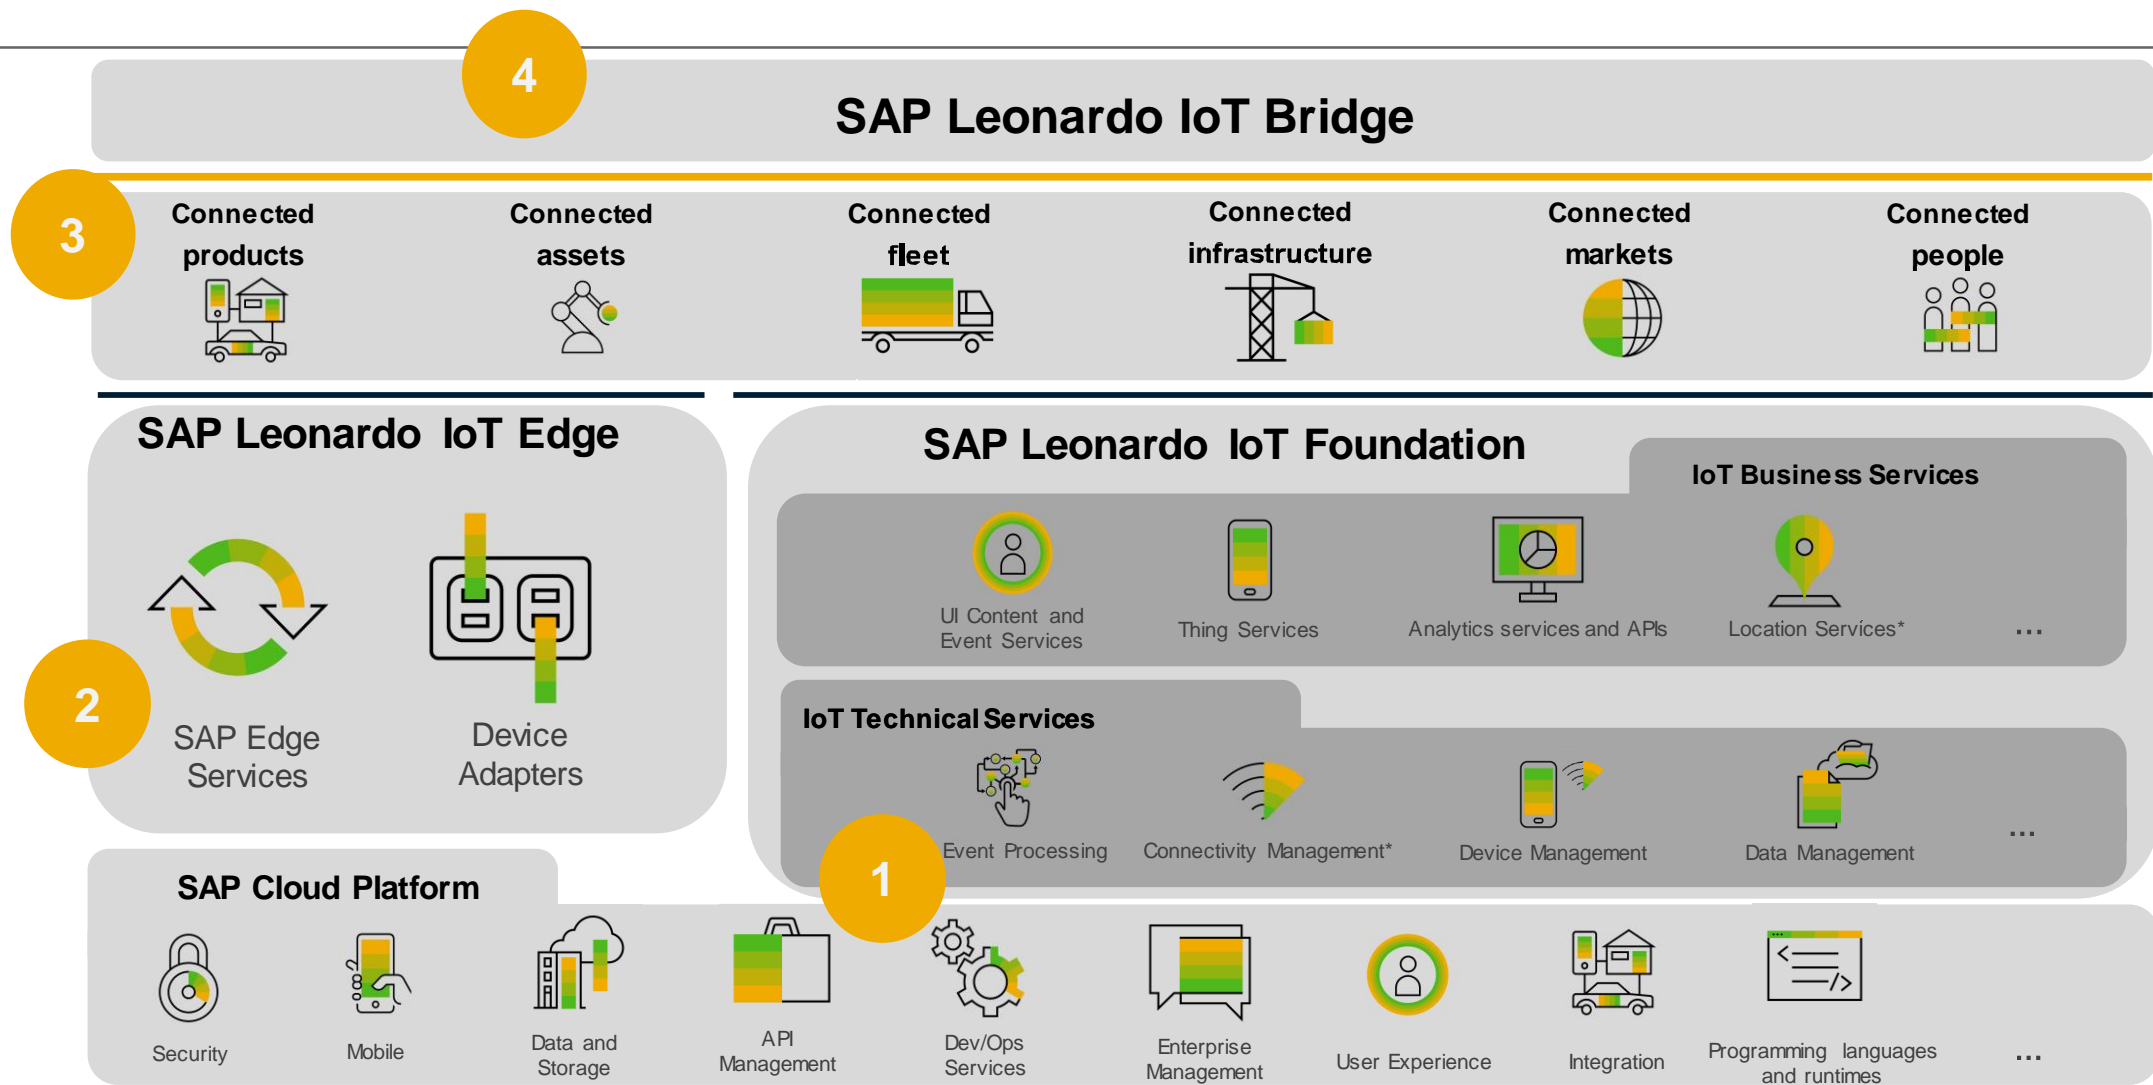 4
SAP Leonardo IoT Bridge
3
Connected
products
Connected
assets
Connected
fleet
Connected
infrastructure
Connected
markets
Connected
people
SAP Leonardo IoT Edge
2
SAP Edge
Services
Device
Adapters
SAP Leonardo IoT Foundation
IoT Business Services
UI Content and
Event Services
Thing Services
Analytics services and APIs
Location Services*
...
IoT Technical Services
1
Event Processing
Connectivity Management*
Device Management
Data Management
...
SAP Cloud Platform
Security
Mobile
Data and
Storage
API
Management
Dev/Ops
Services
Enterprise
Management
User Experience
Integration
Programming languages
and runtimes
...